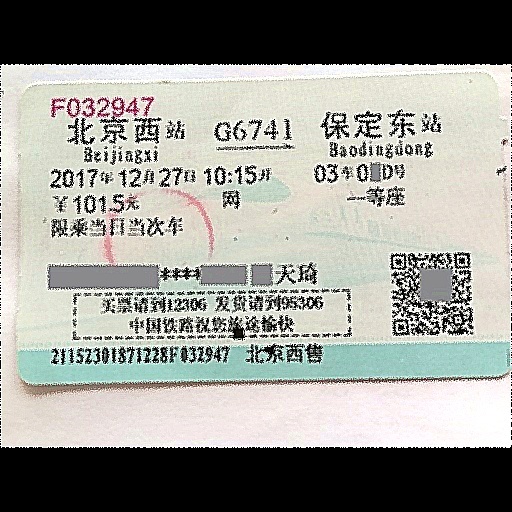 F032947
北京西站 G6741 保定东站
Beijingxi Baodingdong
2017年12月27日 10:15开 03车0 D号
￥101.5元 网 一等座
限乘当日当次车
**** 天琦
买票请到12306 发货请到95306
中国铁路祝您旅途愉快
21152301871228F032947 北京西售